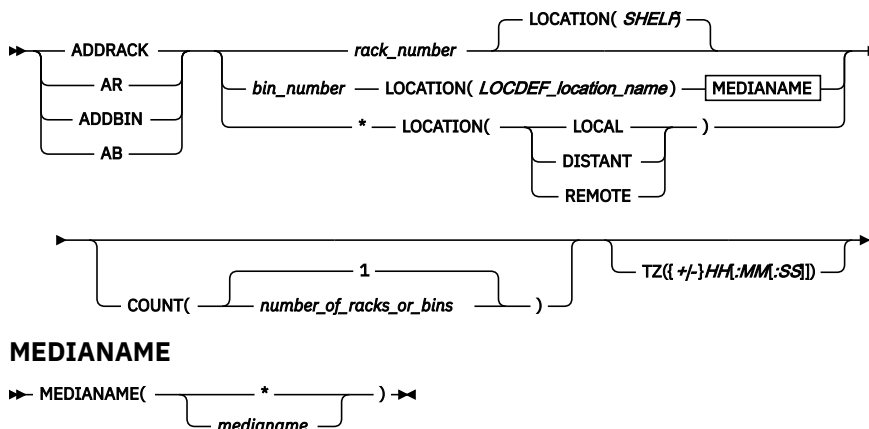 LOCATION( SHELF)
ADDRACK rack_number
AR bin_number LOCATION( LOCDEF_location_name) MEDIANAME
ADDBIN * LOCATION( LOCAL )
AB DISTANT
REMOTE
1 TZ({ +/-}HH[:MM[:SS]])
COUNT( number_of_racks_or_bins )
MEDIANAME
MEDIANAME( * )
medianame